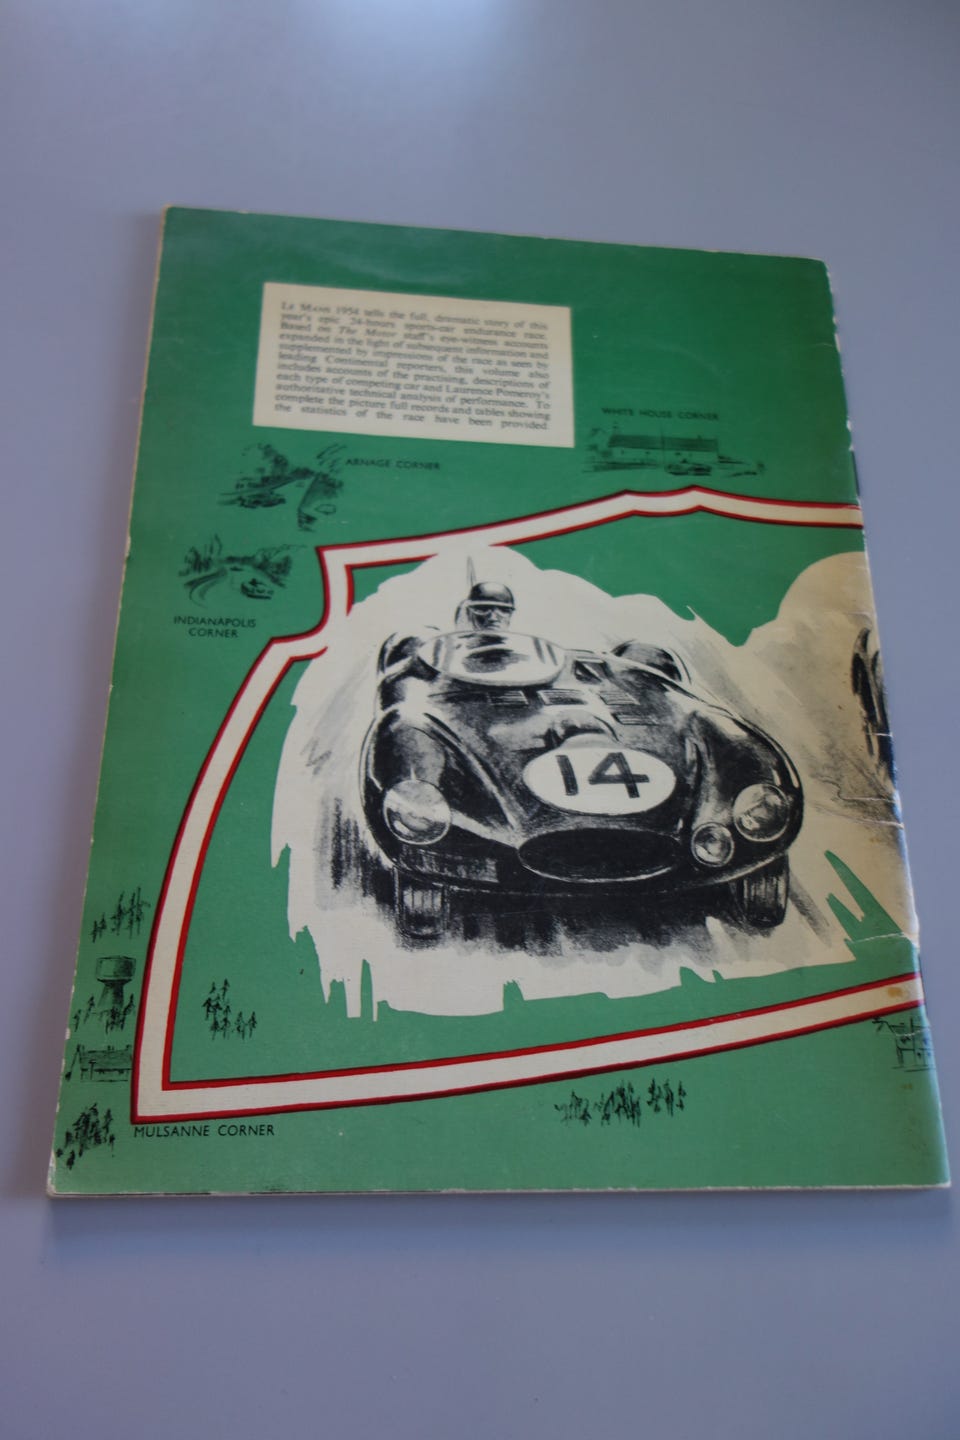 LE MANS 1954 tells the full, dramatic story of this
year's epic 24-hours sports-car endurance race.
Based on The Motor staff's eye-witness accounts
expanded in the light of subsequent information and
supplemented by impressions of the race as seen by
leading Continental reporters, this volume also
includes accounts of the practising, descriptions of
each type of competing car and Laurence Pomeroy's
authoritative technical analysis of performance. To
complete the picture full records and tables showing
the statistics of the race have been provided
WHITE HOUSE CORNER
ARNAGE CORNER
INDIANAPOLIS
CORNER
14
MULSANNE CORNER